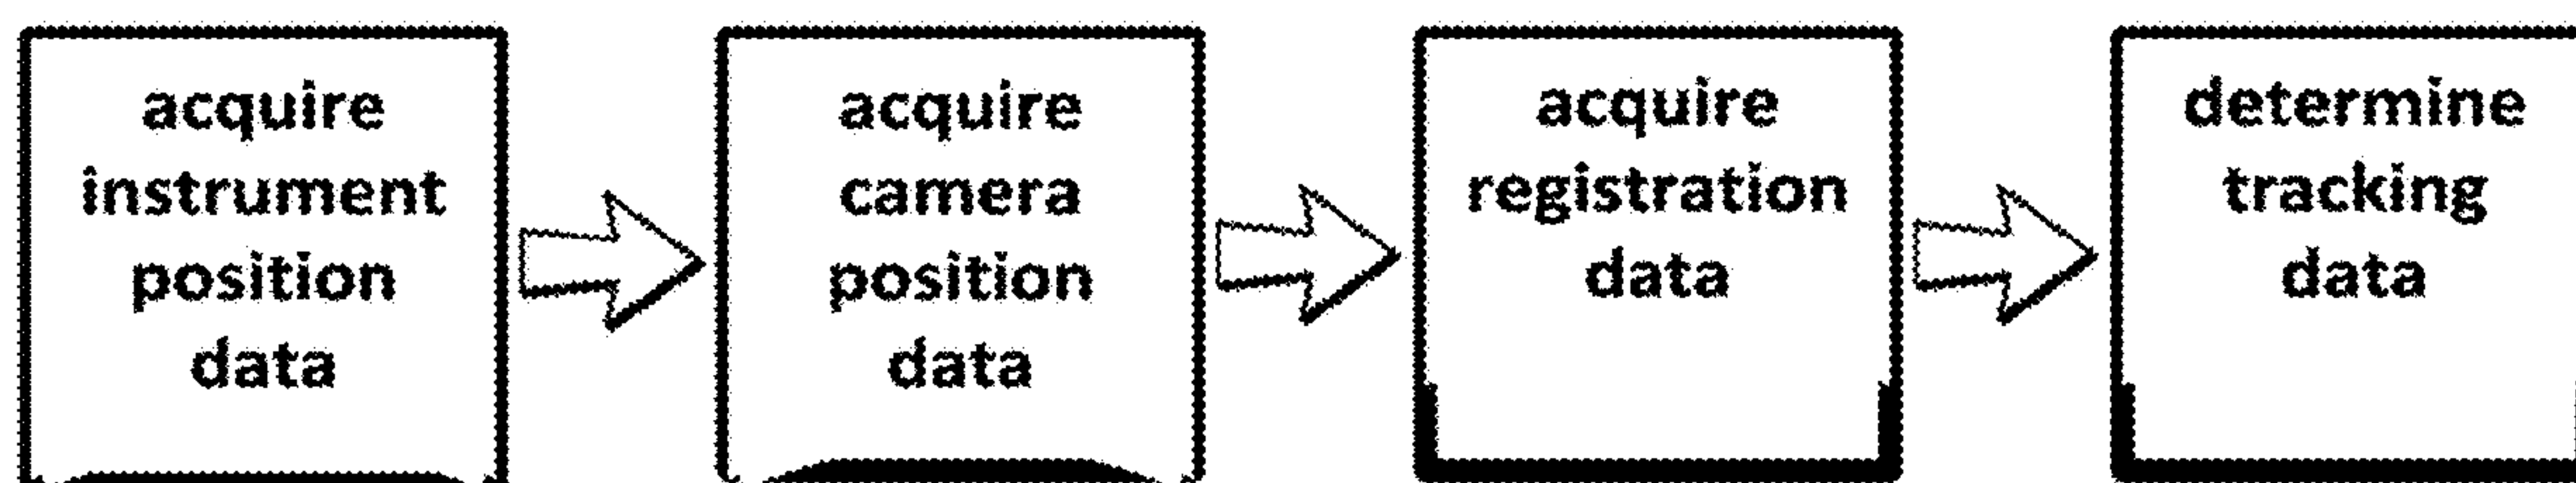 acquire
instrument
position
data
acquire
camera
position
data
acquire
registration
data
determine
tracking
data